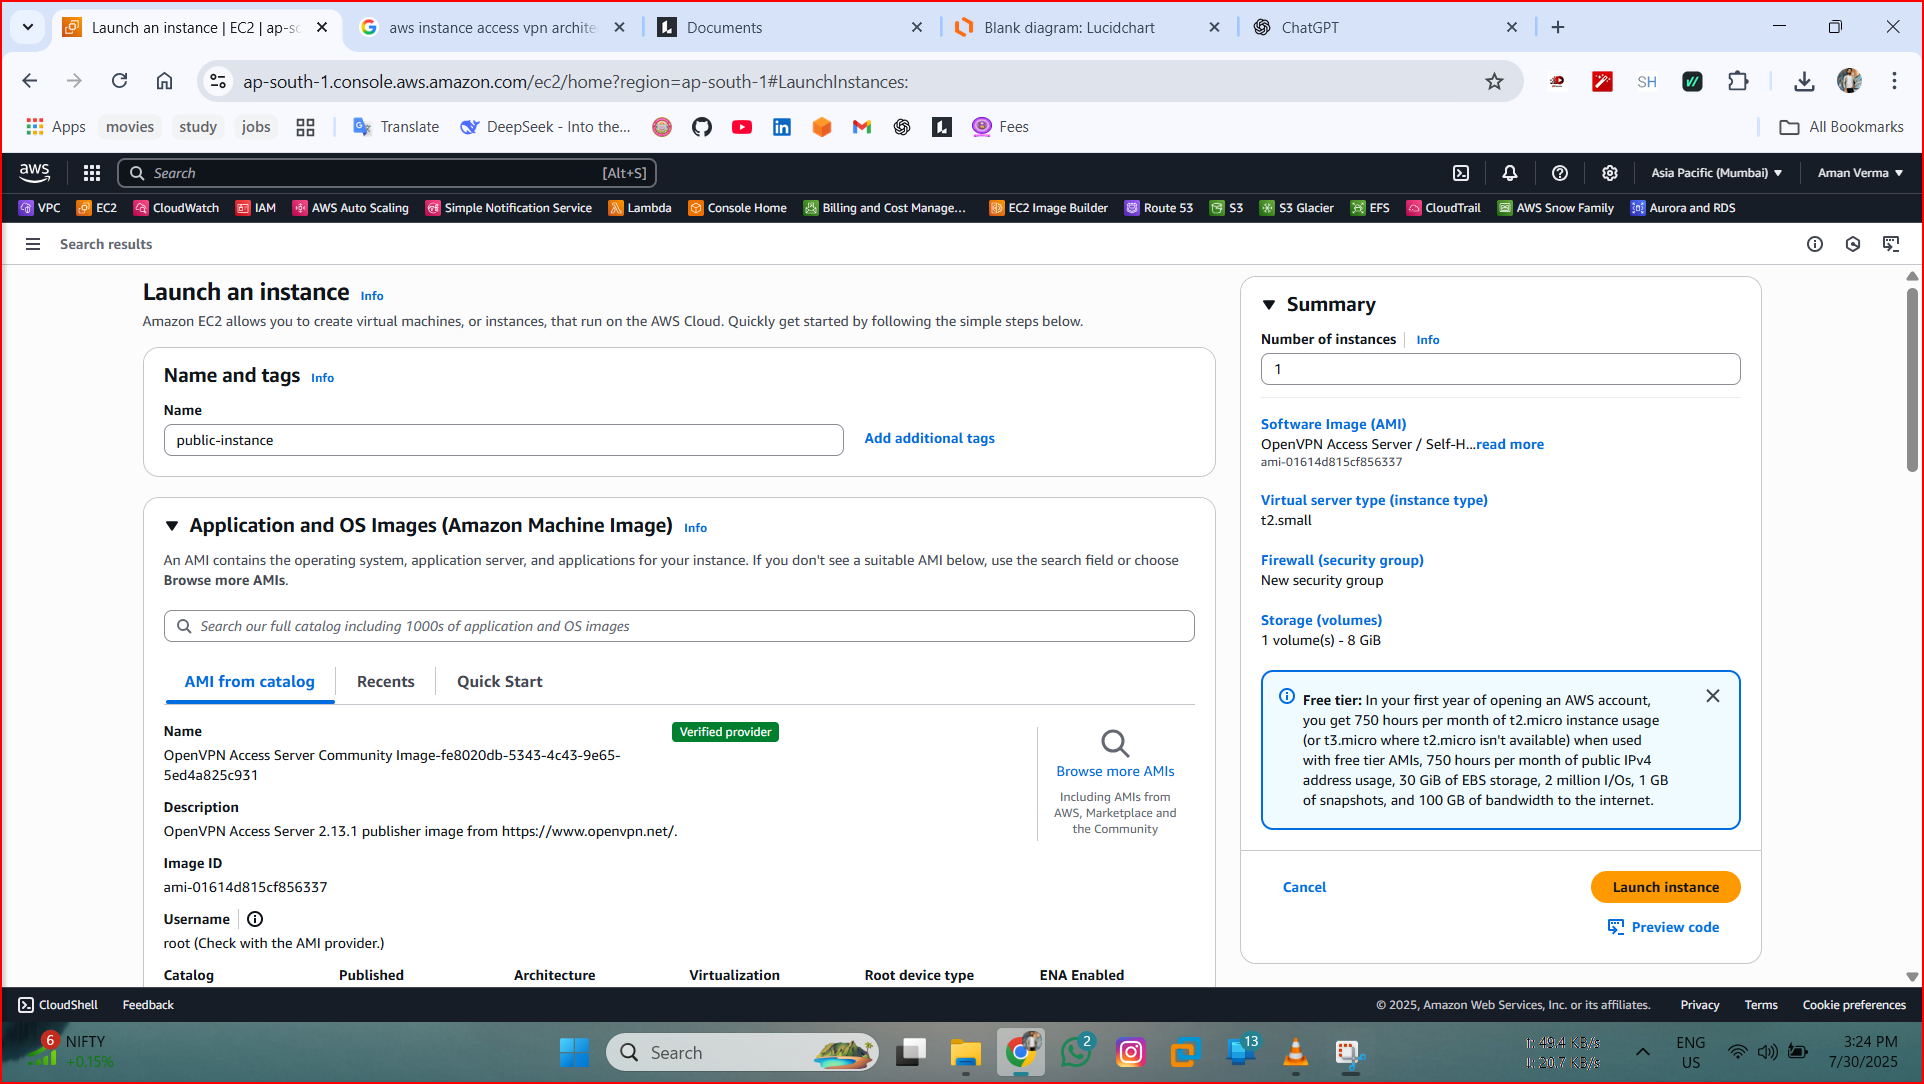 Launch an instance | EC2 | ap-sc
aws instance access vpn archite
Documents
Blank diagram: Lucidchart
ChatGPT
ap-south-1.console.aws.amazon.com/ec2/home?region=ap-south-1#LaunchInstances:
SH
Apps
movies
study
jobs
Translate
DeepSeek - Into the...
Fees
All Bookmarks
aws
Search
[Alt+S]
Asia Pacific (Mumbai)
Aman Verma
VPC
EC2
CloudWatch
IAM
AWS Auto Scaling
Simple Notification Service
Lambda
Console Home
Billing and Cost Manage...
EC2 Image Builder
Route 53
S3
S3 Glacier
EFS
CloudTrail
AWS Snow Family
Aurora and RDS
Search results
Launch an instance Info
Amazon EC2 allows you to create virtual machines, or instances, that run on the AWS Cloud. Quickly get started by following the simple steps below.
Name and tags Info
Name
public-instance
Add additional tags
Application and OS Images (Amazon Machine Image) Info
An AMI contains the operating system, application server, and applications for your instance. If you don't see a suitable AMI below, use the search field or choose
Browse more AMIs.
Search our full catalog including 1000s of application and OS images
AMI from catalog
Recents
Quick Start
Name
Verified provider
OpenVPN Access Server Community Image-fe8020db-5343-4c43-9e65-
5ed4a825c931
Description
OpenVPN Access Server 2.13.1 publisher image from https://www.openvpn.net/.
Image ID
ami-01614d815cf856337
Username
root (Check with the AMI provider.)
Catalog
Published
Architecture
Virtualization
Root device type
ENA Enabled
Browse more AMIs
Including AMIs from
AWS, Marketplace and
the Community
Summary
Number of instances Info
1
Software Image (AMI)
OpenVPN Access Server / Self-H...read more
ami-01614d815cf856337
Virtual server type (instance type)
t2.small
Firewall (security group)
New security group
Storage (volumes)
1 volume(s) - 8 GiB
Free tier: In your first year of opening an AWS account,
you get 750 hours per month of t2.micro instance usage
(or t3.micro where t2.micro isn't available) when used
with free tier AMIs, 750 hours per month of public IPv4
address usage, 30 GiB of EBS storage, 2 million I/Os, 1 GB
of snapshots, and 100 GB of bandwidth to the internet.
Cancel
Launch instance
Preview code
CloudShell
Feedback
© 2025, Amazon Web Services, Inc. or its affiliates.
Privacy
Terms
Cookie preferences
6
NIFTY
+0.15%
Search
2
13
49.4 KB/s
20.7 KB/s
ENG
US
3:24 PM
7/30/2025